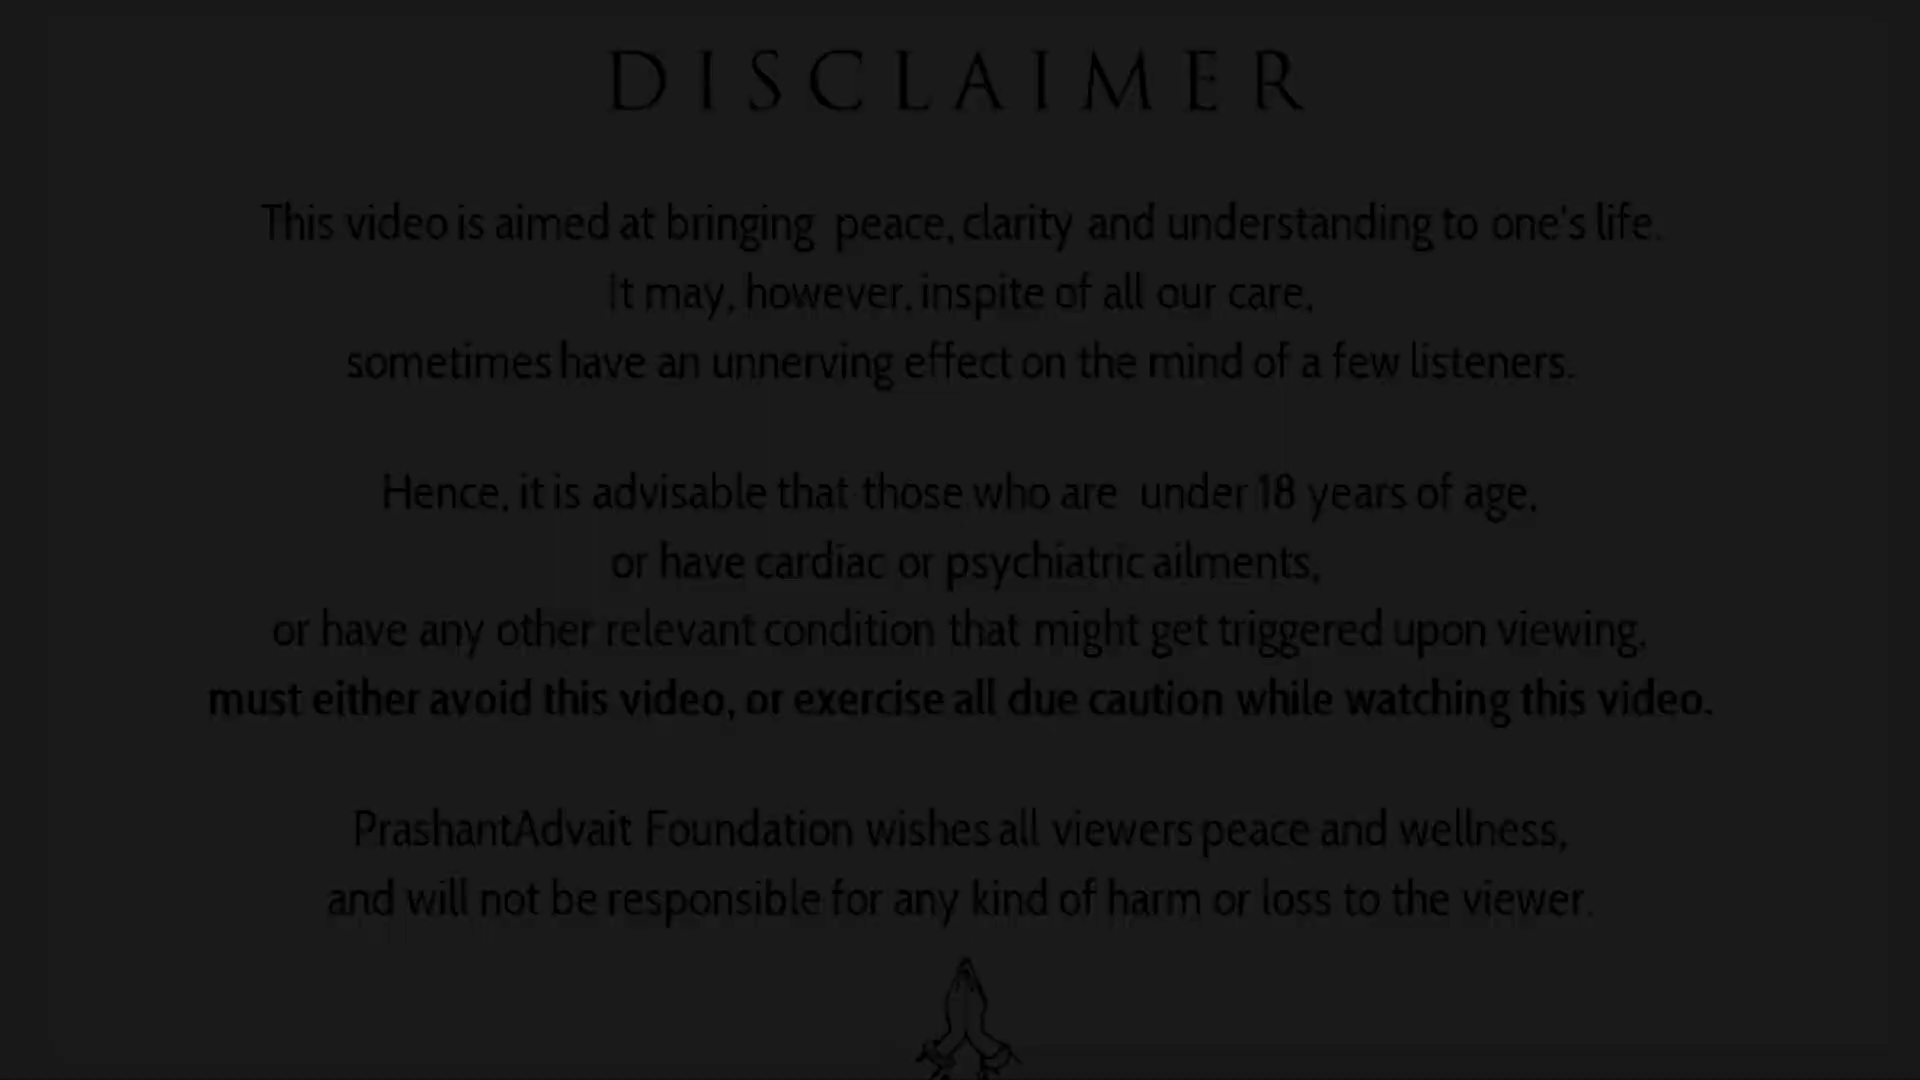 DISCLAIMER
This video is aimed at bringing peace, clarity and understanding to one's life.
It may, however, inspite of all our care,
sometimes have an unnerving effect on the mind of a few listeners.
Hence, it is advisable that those who are under 18 years of age,
or have cardiac or psychiatric ailments,
or have any other relevant condition that might get triggered upon viewing,
must either avoid this video, or exercise all due caution while watching this video.
PrashantAdvait Foundation wishes all viewers peace and wellness,
and will not be responsible for any kind of harm or loss to the viewer.